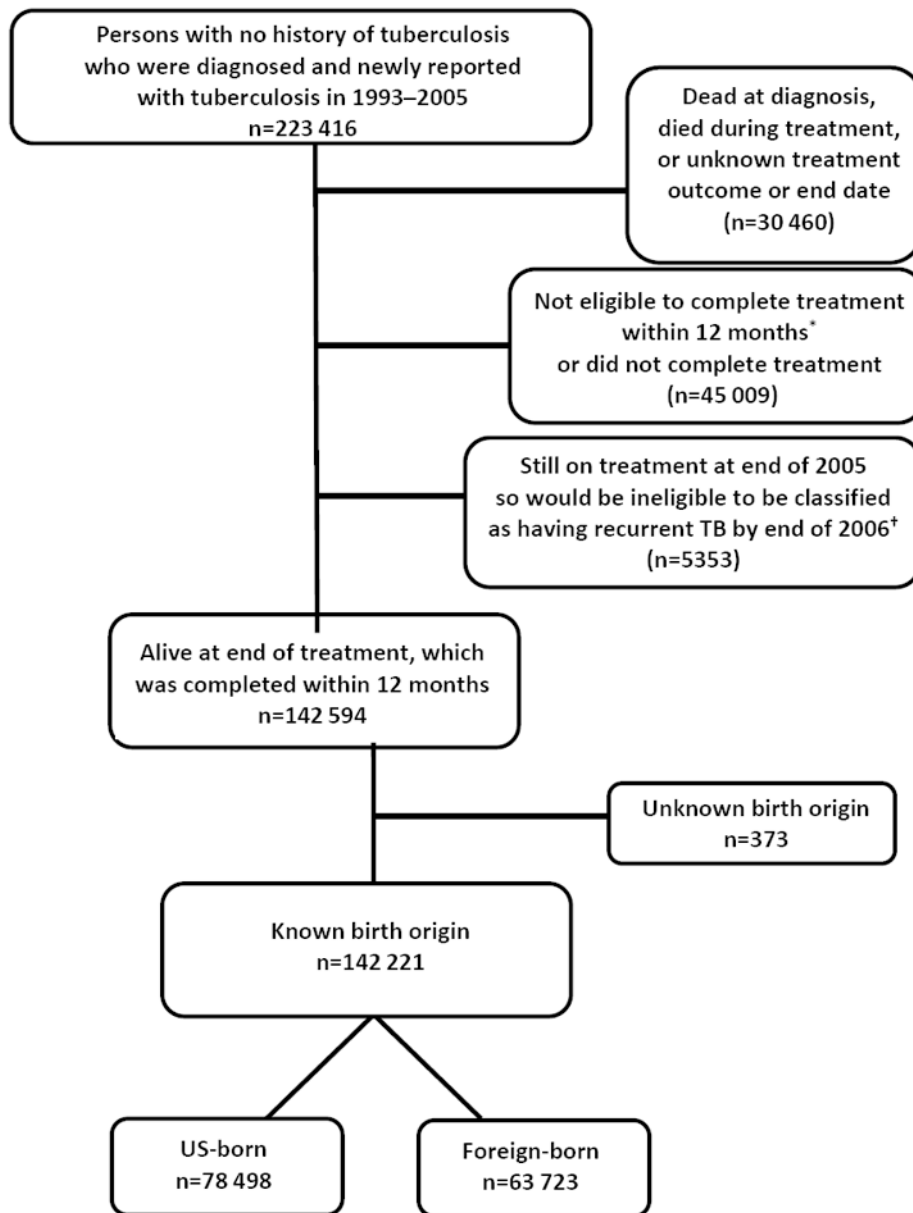 Persons with no history of tuberculosis
who were diagnosed and newly reported
with tuberculosis in 1993–2005
n=223 416
Dead at diagnosis,
died during treatment,
or unknown treatment
outcome or end date
(n=30 460)
Not eligible to complete treatment
within 12 months*
or did not complete treatment
(n=45 009)
Still on treatment at end of 2005
so would be ineligible to be classified
as having recurrent TB by end of 2006†
(n=5353)
Alive at end of treatment, which
was completed within 12 months
n=142 594
Unknown birth origin
n=373
Known birth origin
n=142 221
US-born
n=78 498
Foreign-born
n=63 723